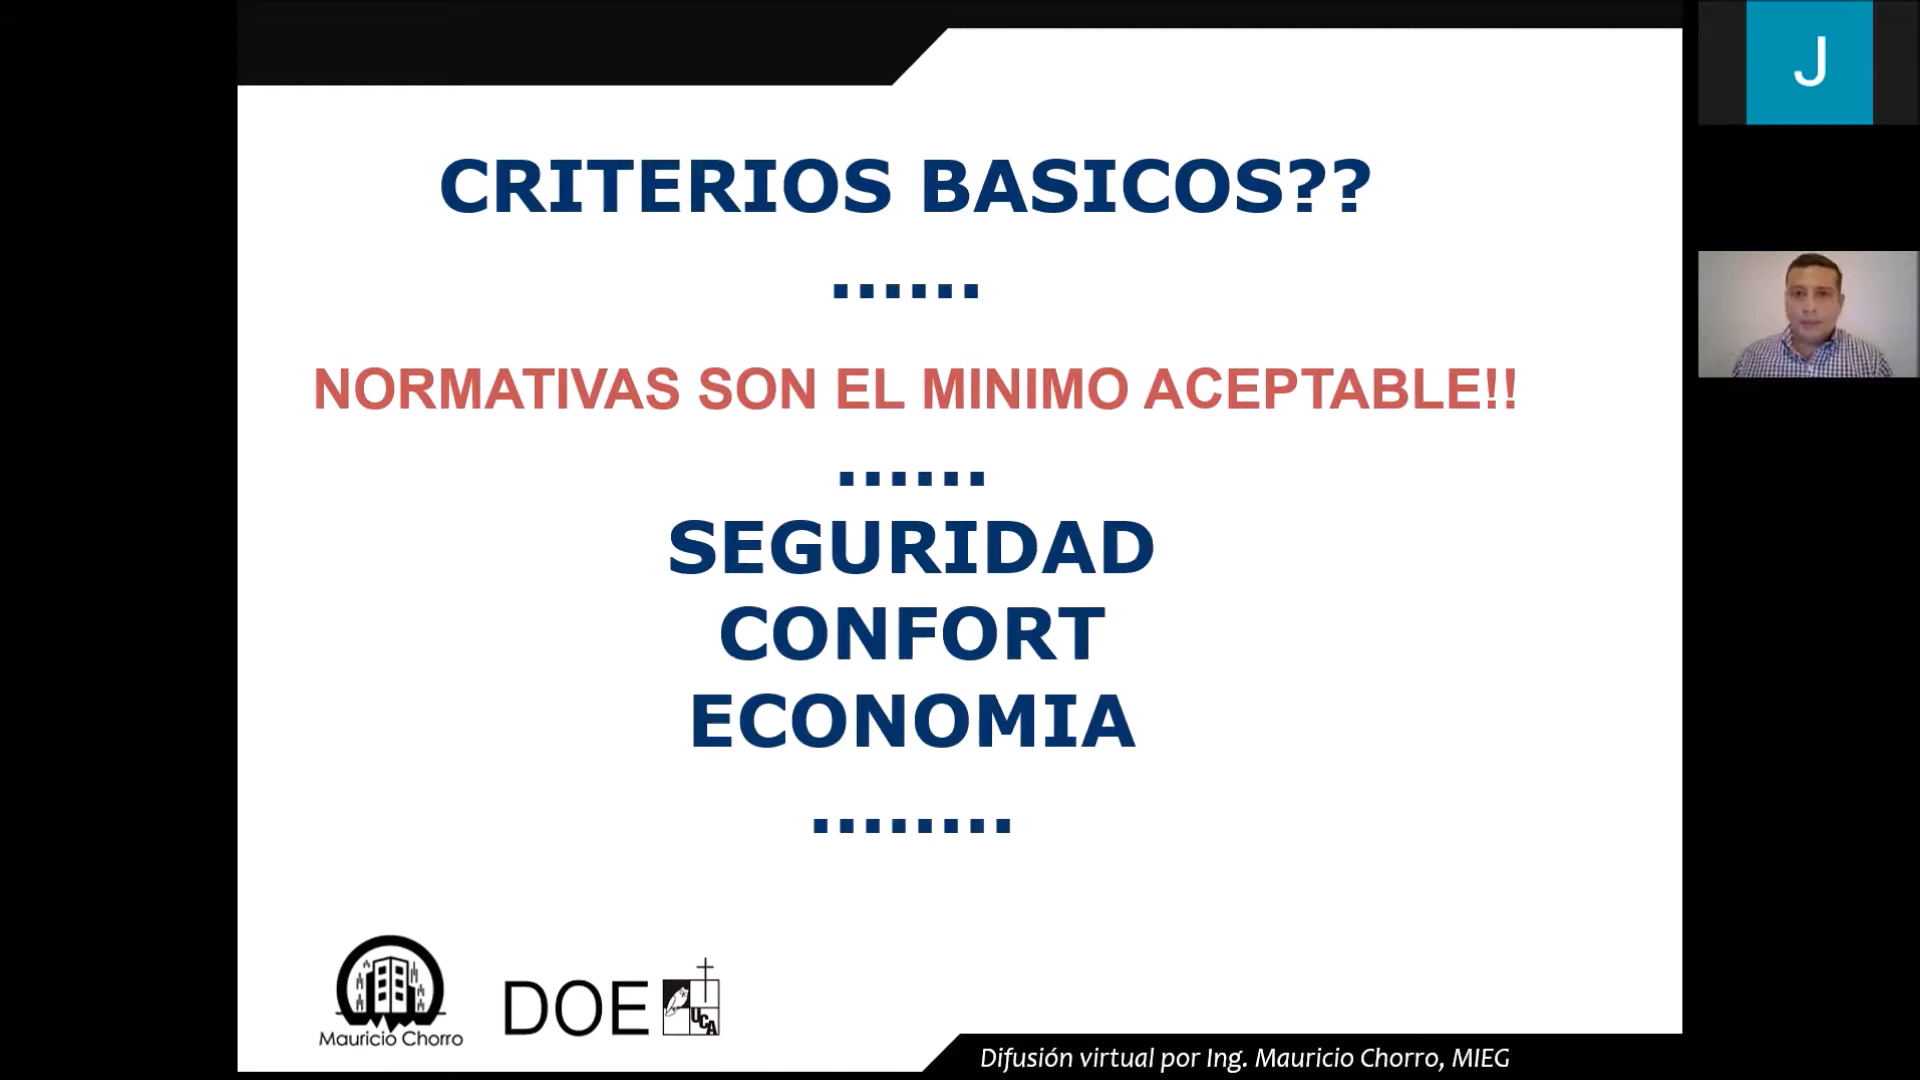 CRITERIOS BASICOS??
......
NORMATIVAS SON EL MINIMO ACEPTABLE!!
......
SEGURIDAD
CONFORT
ECONOMIA
........
Mauricio Chorro
DOE
UCA
Difusión virtual por Ing. Mauricio Chorro, MIEG
J